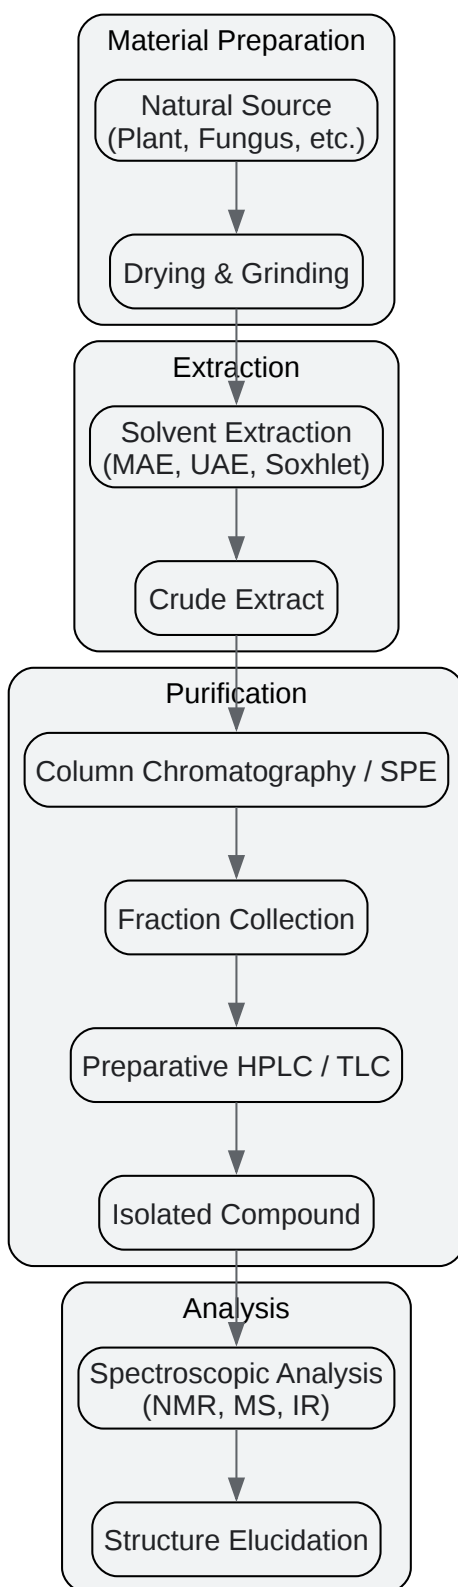 Material Preparation
Natural Source
(Plant, Fungus, etc.)
Drying & Grinding
Extraction
Solvent Extraction
(MAE, UAE, Soxhlet)
Crude Extract
Purification
Column Chromatography / SPE
Fraction Collection
Preparative HPLC / TLC
Isolated Compound
Analysis
Spectroscopic Analysis
(NMR, MS, IR)
Structure Elucidation